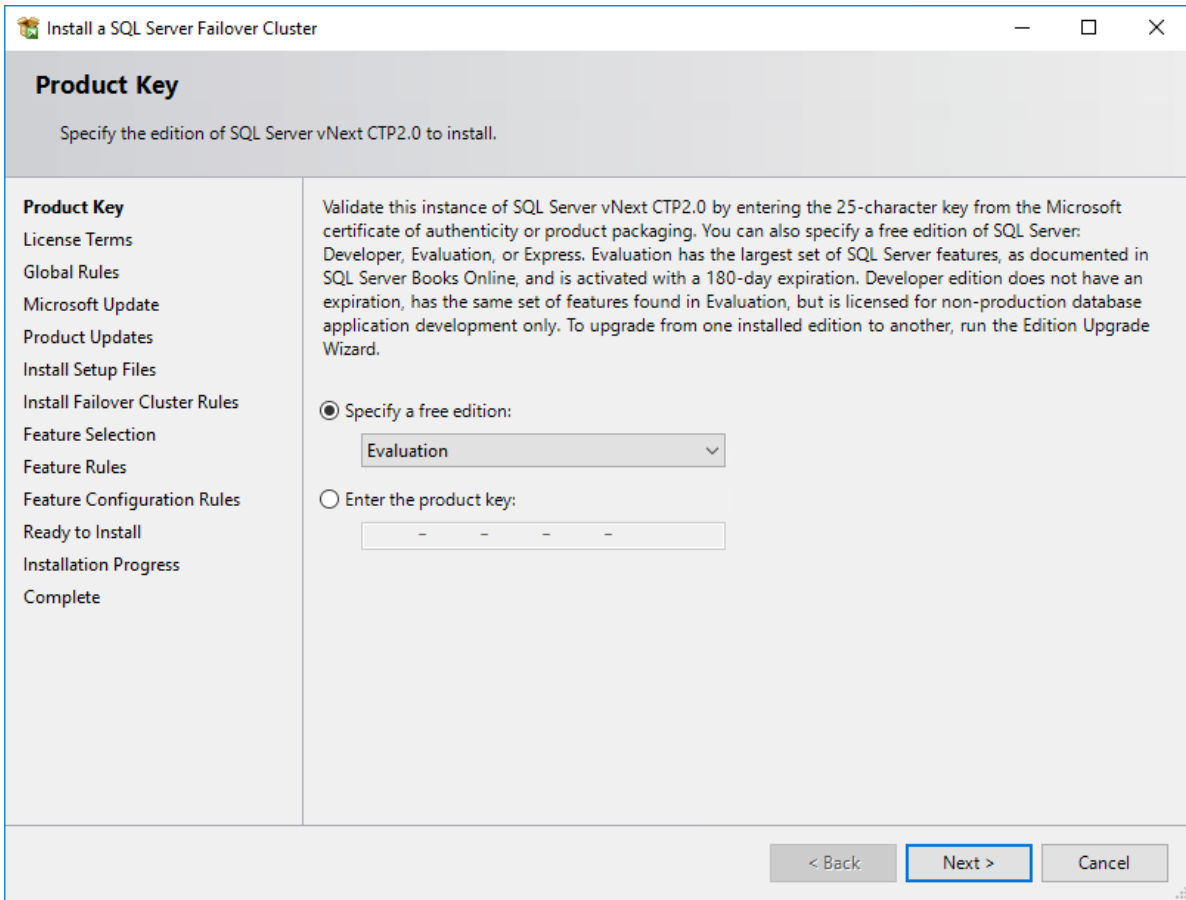 Install a SQL Server Failover Cluster
Product Key
Specify the edition of SQL Server vNext CTP2.0 to install.
Product Key
License Terms
Global Rules
Microsoft Update
Product Updates
Install Setup Files
Install Failover Cluster Rules
Feature Selection
Feature Rules
Feature Configuration Rules
Ready to Install
Installation Progress
Complete
Validate this instance of SQL Server vNext CTP2.0 by entering the 25-character key from the Microsoft
certificate of authenticity or product packaging. You can also specify a free edition of SQL Server:
Developer, Evaluation, or Express. Evaluation has the largest set of SQL Server features, as documented in
SQL Server Books Online, and is activated with a 180-day expiration. Developer edition does not have an
expiration, has the same set of features found in Evaluation, but is licensed for non-production database
application development only. To upgrade from one installed edition to another, run the Edition Upgrade
Wizard.
Specify a free edition:
Evaluation
Enter the product key:
- - - -
< Back Next > Cancel